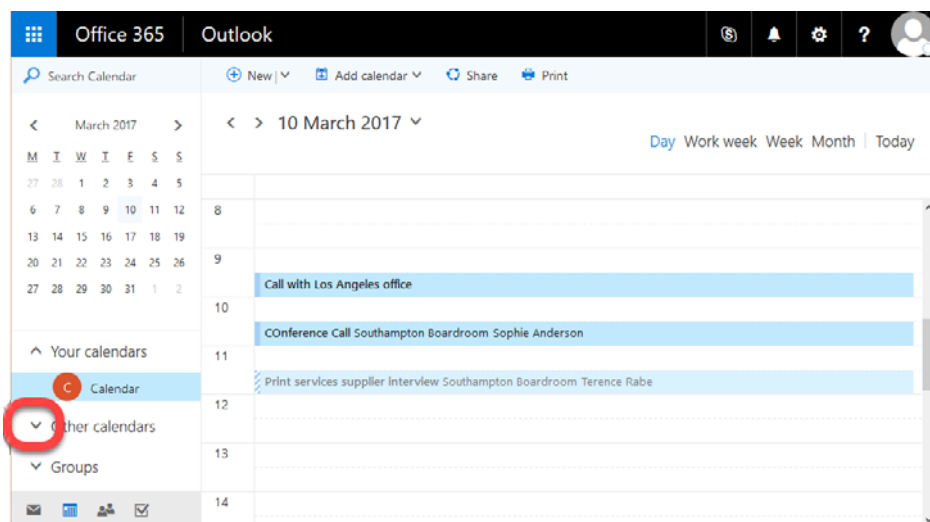 Office 365 Outlook ?
Search Calendar
New Add calendar Share Print
March 2017
10 March 2017
Day Work week Week Month Today
M T W T F S S
27 28 1 2 3 4 5
6 7 8 9 10 11 12
13 14 15 16 17 18 19
20 21 22 23 24 25 26
27 28 29 30 31 1 2
8
9
Call with Los Angeles office
10
COnference Call Southampton Boardroom Sophie Anderson
11
Print services supplier interview Southampton Boardroom Terence Rabe
12
13
14
Your calendars
C Calendar
Other calendars
Groups